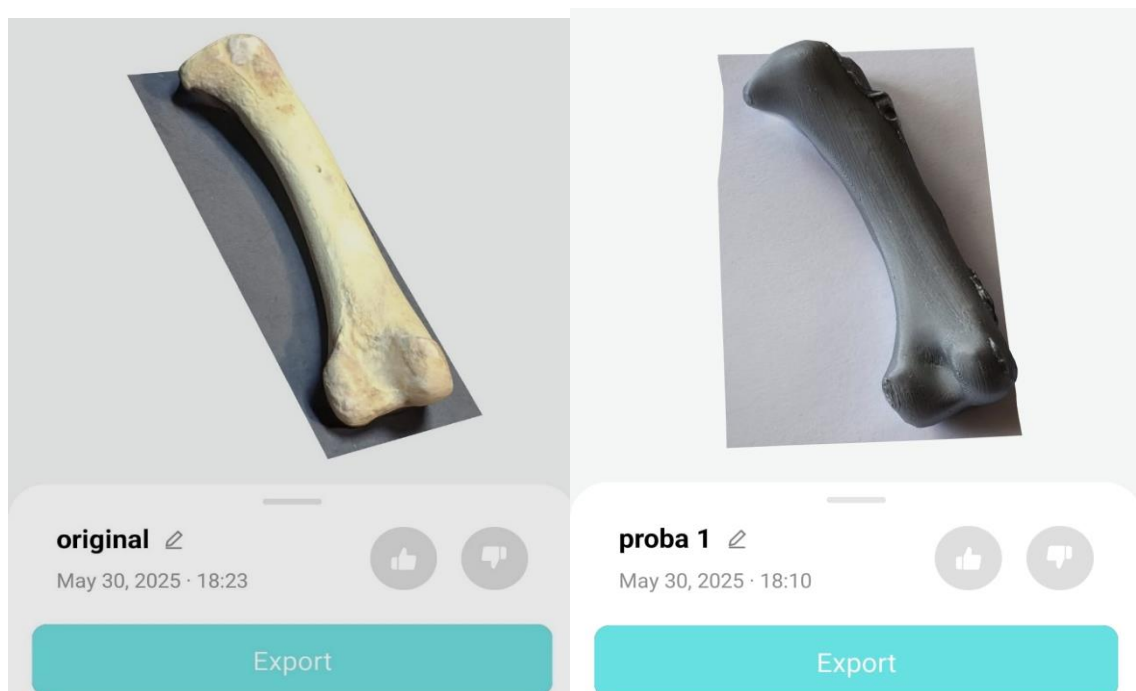 original
May 30, 2025 · 18:23
Export
proba 1
May 30, 2025 · 18:10
Export